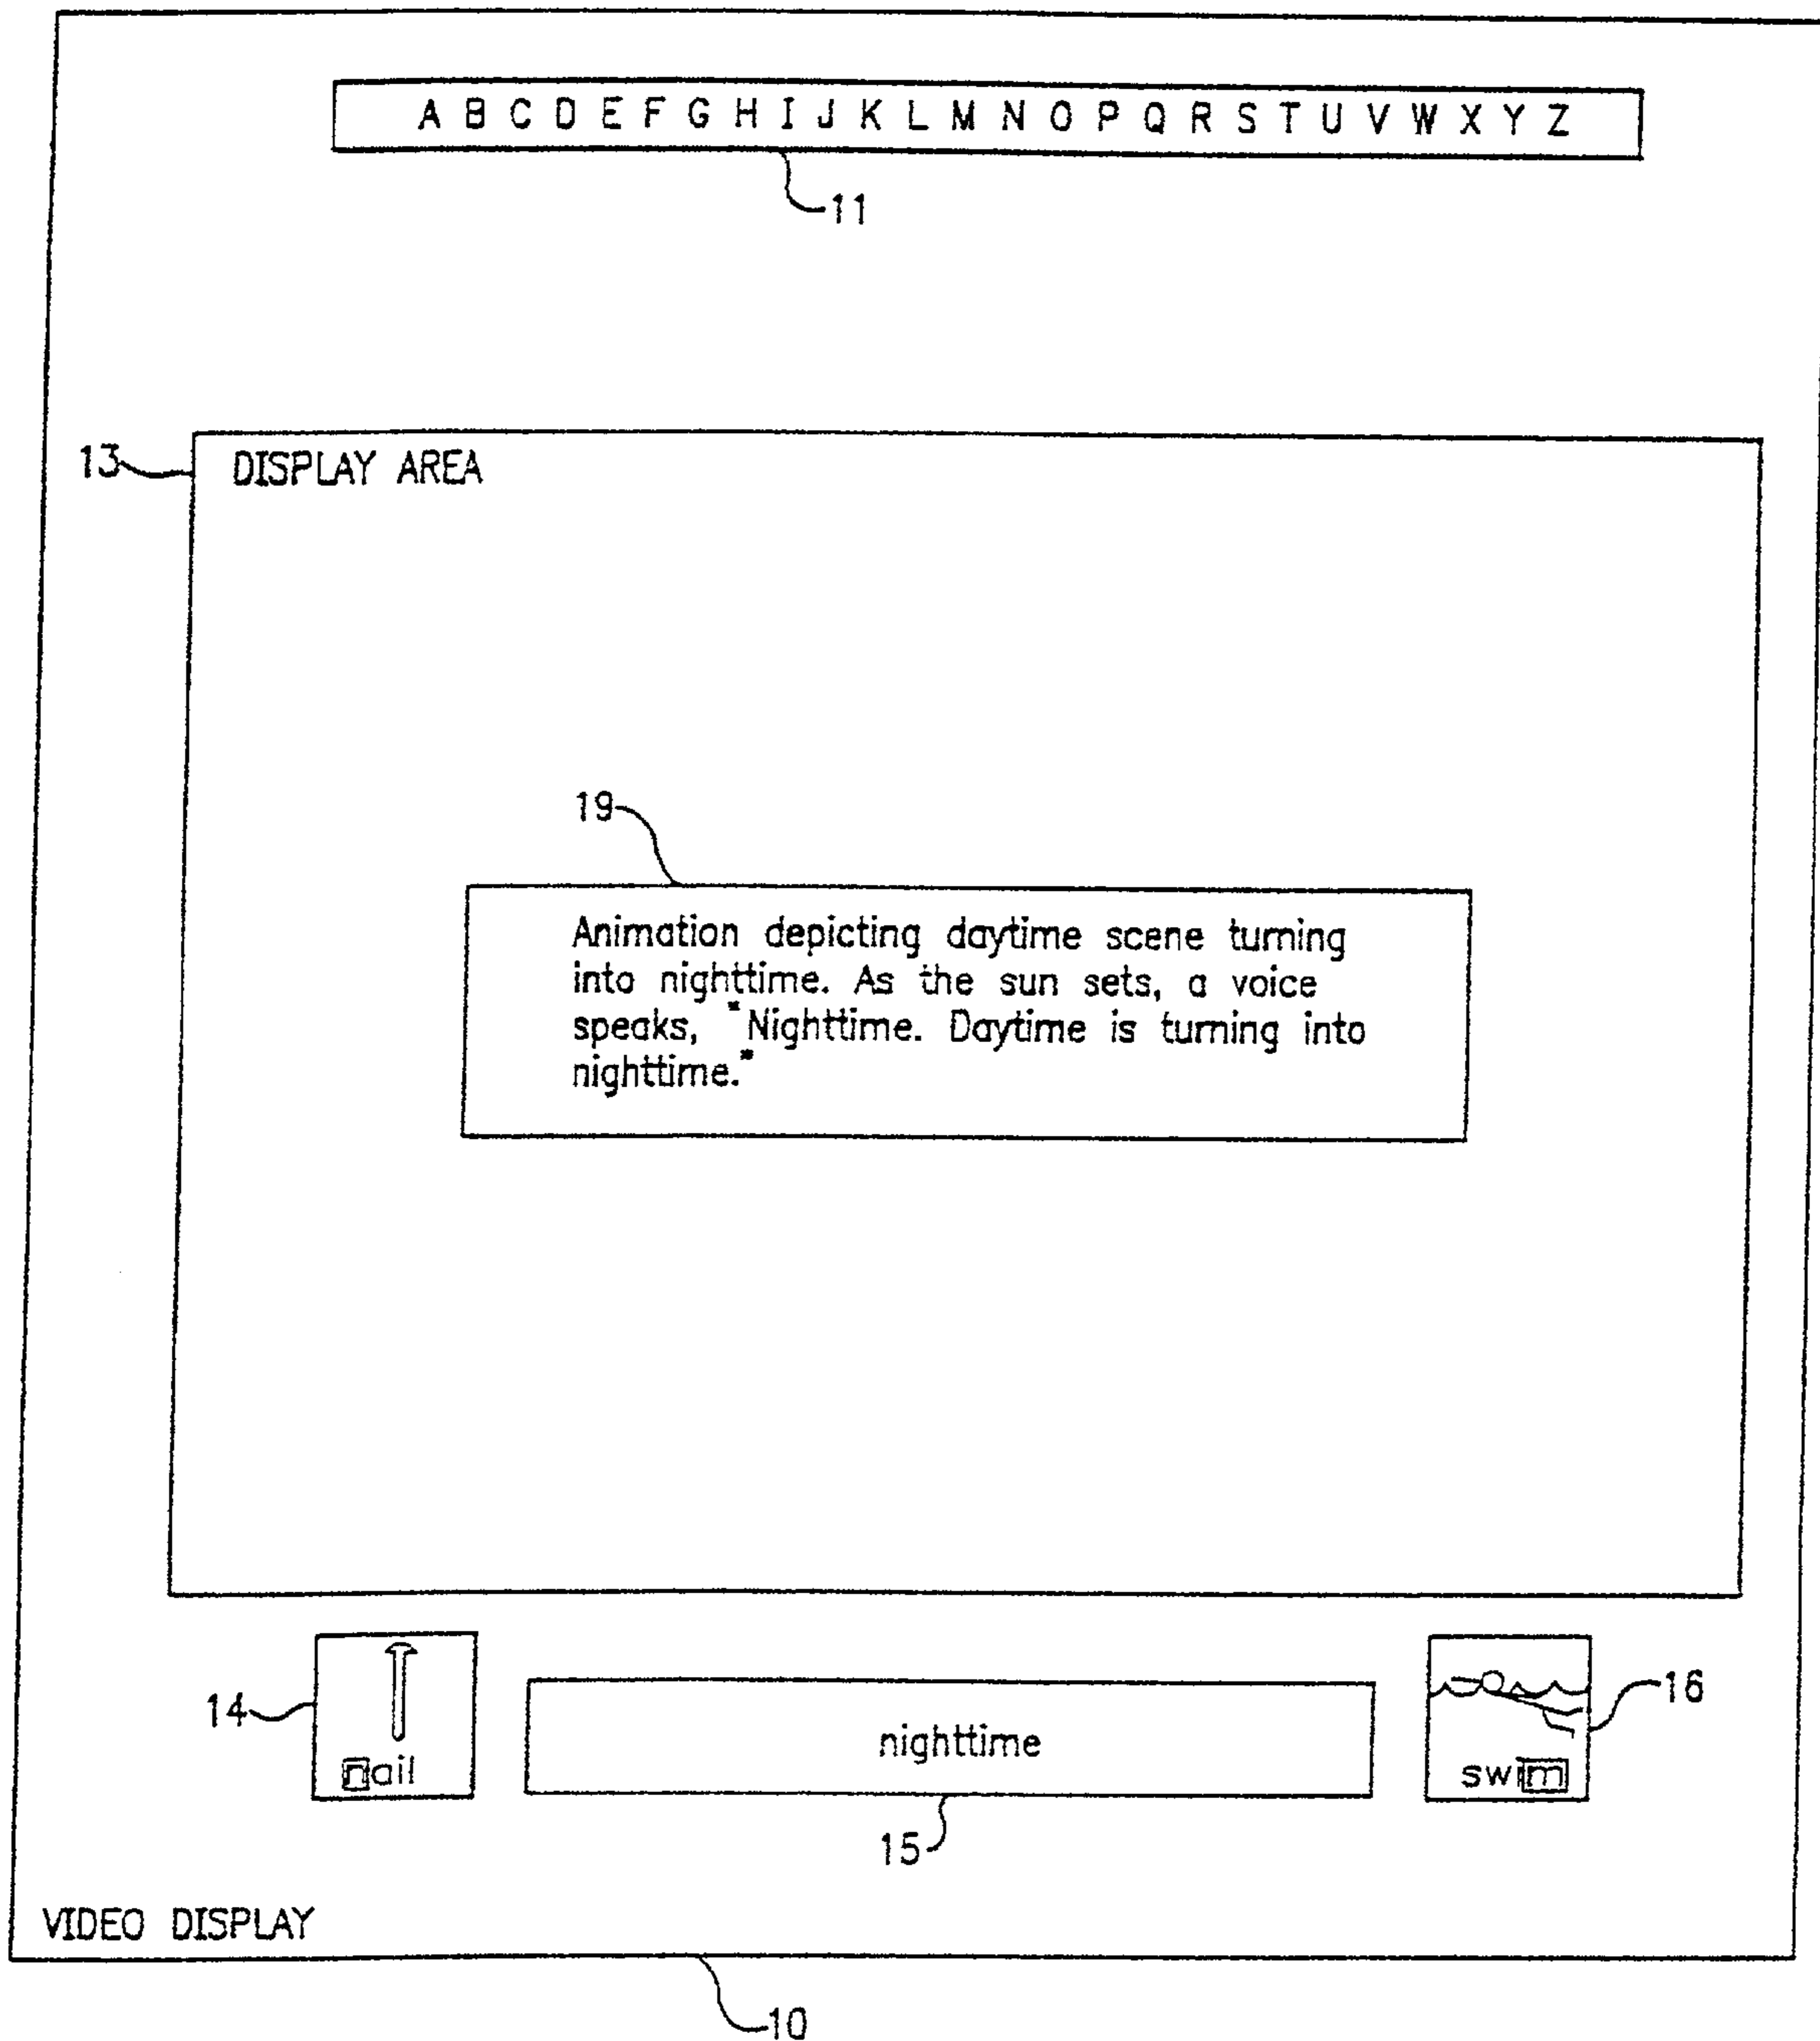 A B C D E F G H I J K L M N O P Q R S T U V W X Y Z
11
13
DISPLAY AREA
19
Animation depicting daytime scene turning
into nighttime. As the sun sets, a voice
speaks, "Nighttime. Daytime is turning into
nighttime."
14
nail
nighttime
15
swim
16
VIDEO DISPLAY
10